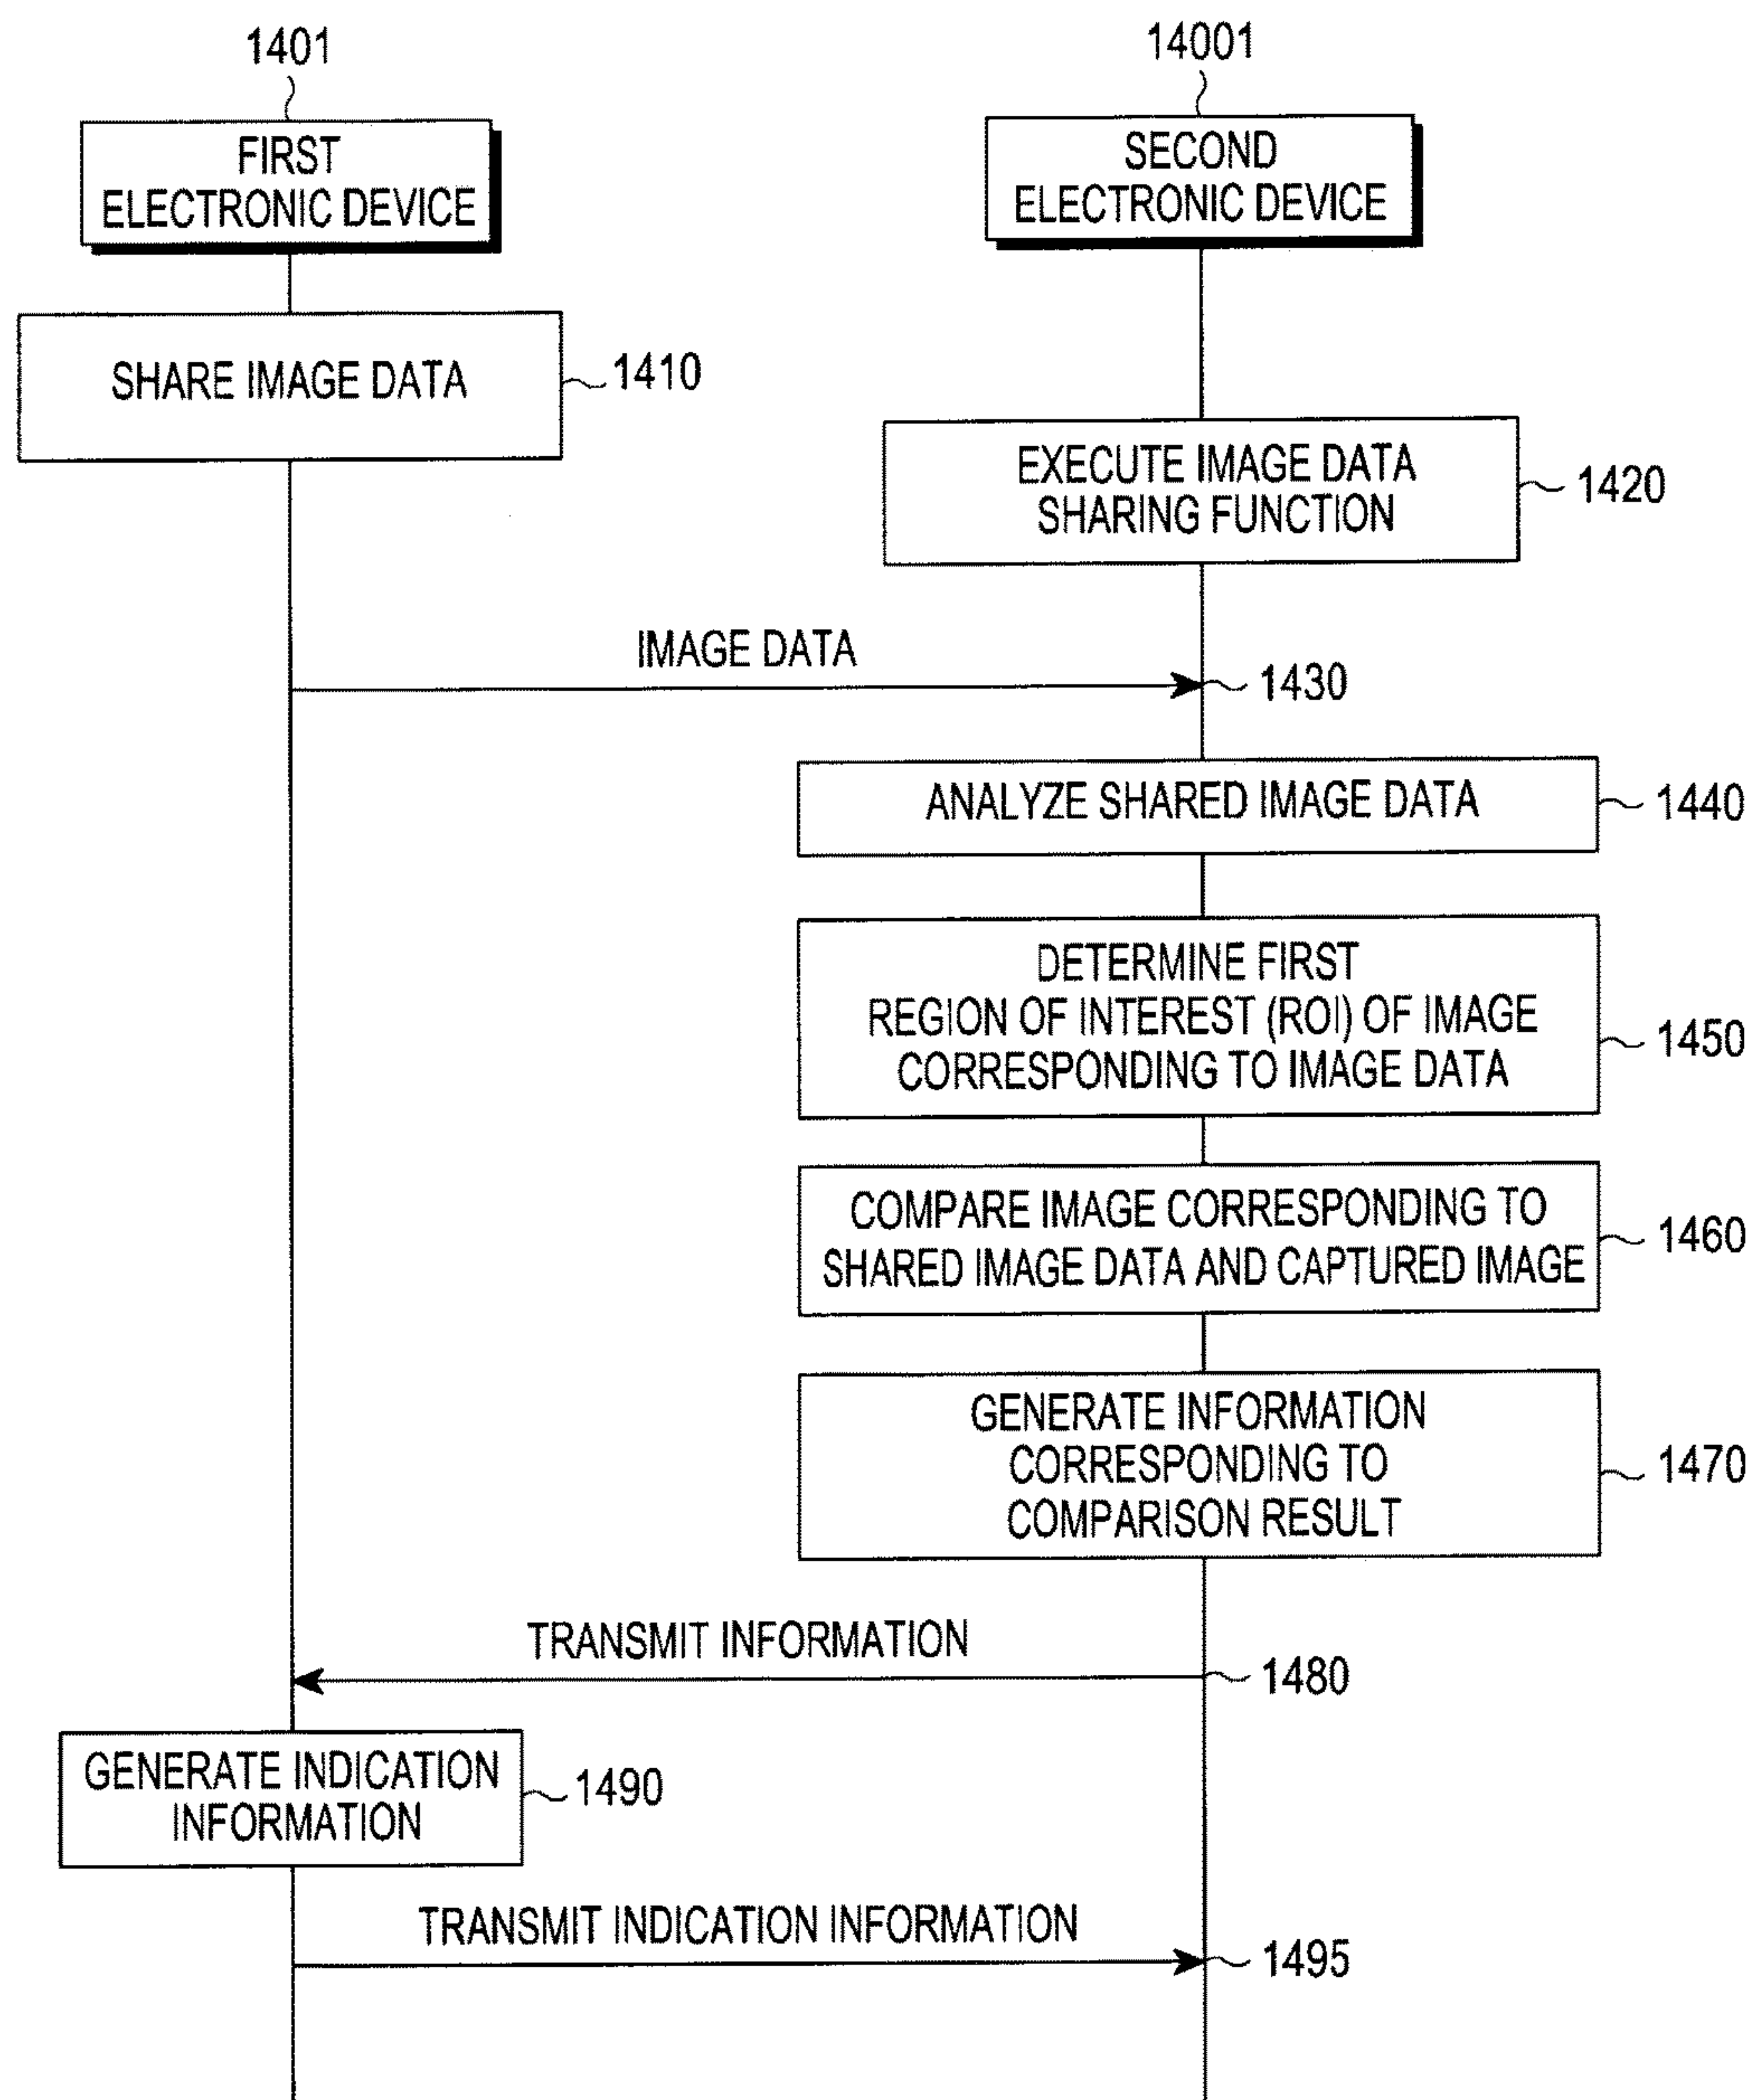 1401
14001
FIRST
ELECTRONIC DEVICE
SECOND
ELECTRONIC DEVICE
SHARE IMAGE DATA
1410
EXECUTE IMAGE DATA
SHARING FUNCTION
1420
IMAGE DATA
1430
ANALYZE SHARED IMAGE DATA
1440
DETERMINE FIRST
REGION OF INTEREST (ROI) OF IMAGE
CORRESPONDING TO IMAGE DATA
1450
COMPARE IMAGE CORRESPONDING TO
SHARED IMAGE DATA AND CAPTURED IMAGE
1460
GENERATE INFORMATION
CORRESPONDING TO
COMPARISON RESULT
1470
TRANSMIT INFORMATION
1480
GENERATE INDICATION
INFORMATION
1490
TRANSMIT INDICATION INFORMATION
1495